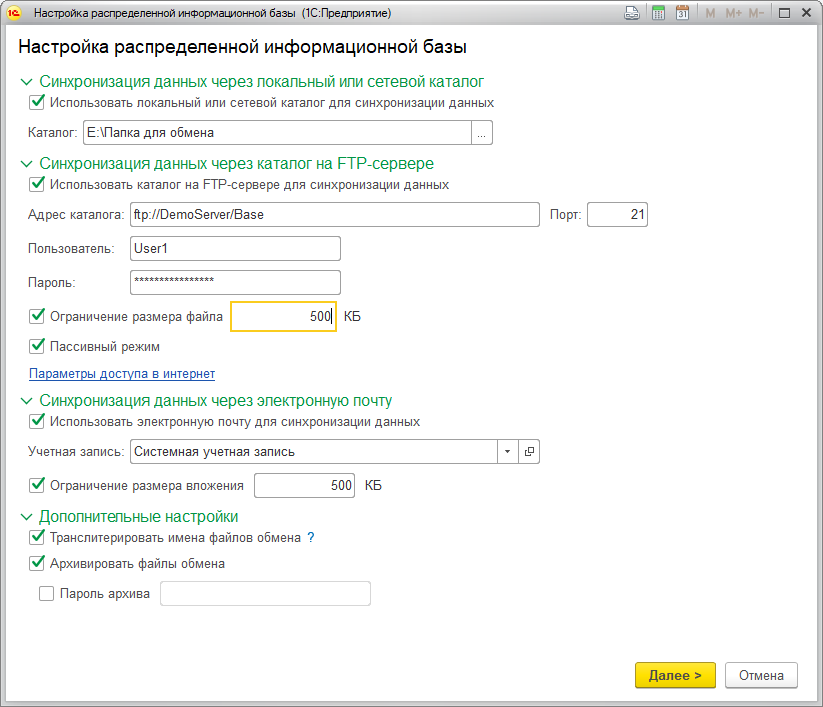 Настройка распределенной информационной базы (1С:Предприятие)
31 M M+ M-
Настройка распределенной информационной базы
Синхронизация данных через локальный или сетевой каталог
Использовать локальный или сетевой каталог для синхронизации данных
Каталог: E:\Папка для обмена ...
Синхронизация данных через каталог на FTP-сервере
Использовать каталог на FTP-сервере для синхронизации данных
Адрес каталога: ftp://DemoServer/Base Порт: 21
Пользователь: User1
Пароль: ****************
Ограничение размера файла 500 КБ
Пассивный режим
Параметры доступа в интернет
Синхронизация данных через электронную почту
Использовать электронную почту для синхронизации данных
Учетная запись: Системная учетная запись
Ограничение размера вложения 500 КБ
Дополнительные настройки
Транслитерировать имена файлов обмена ?
Архивировать файлы обмена
Пароль архива
Далее > Отмена